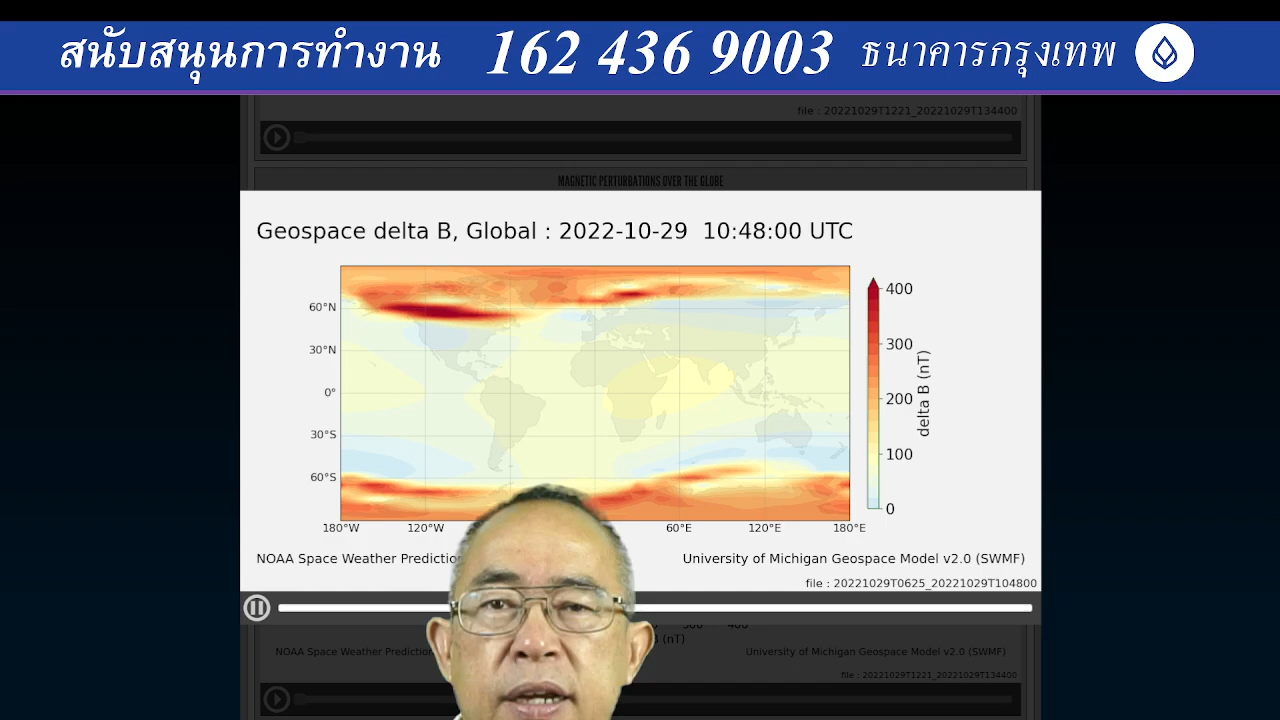 สนับสนุนการทำงาน 162 436 9003 ธนาคารกรุงเทพ
file : 20221029T1221_20221029T134400
MAGNETIC PERTURBATIONS OVER THE GLOBE
Geospace delta B, Global : 2022-10-29 10:48:00 UTC
60°N
30°N
0°
30°S
60°S
180°W 120°W 60°E 120°E 180°E
400
300
200
100
0
delta B (nT)
NOAA Space Weather University of Michigan Geospace Model v2.0 (SWMF)
file : 20221029T0625_20221029T104800
400
(nT)
NOAA Space Weather University of Michigan Geospace Model v2.0 (SWMF)
file : 20221029T1221_20221029T134400